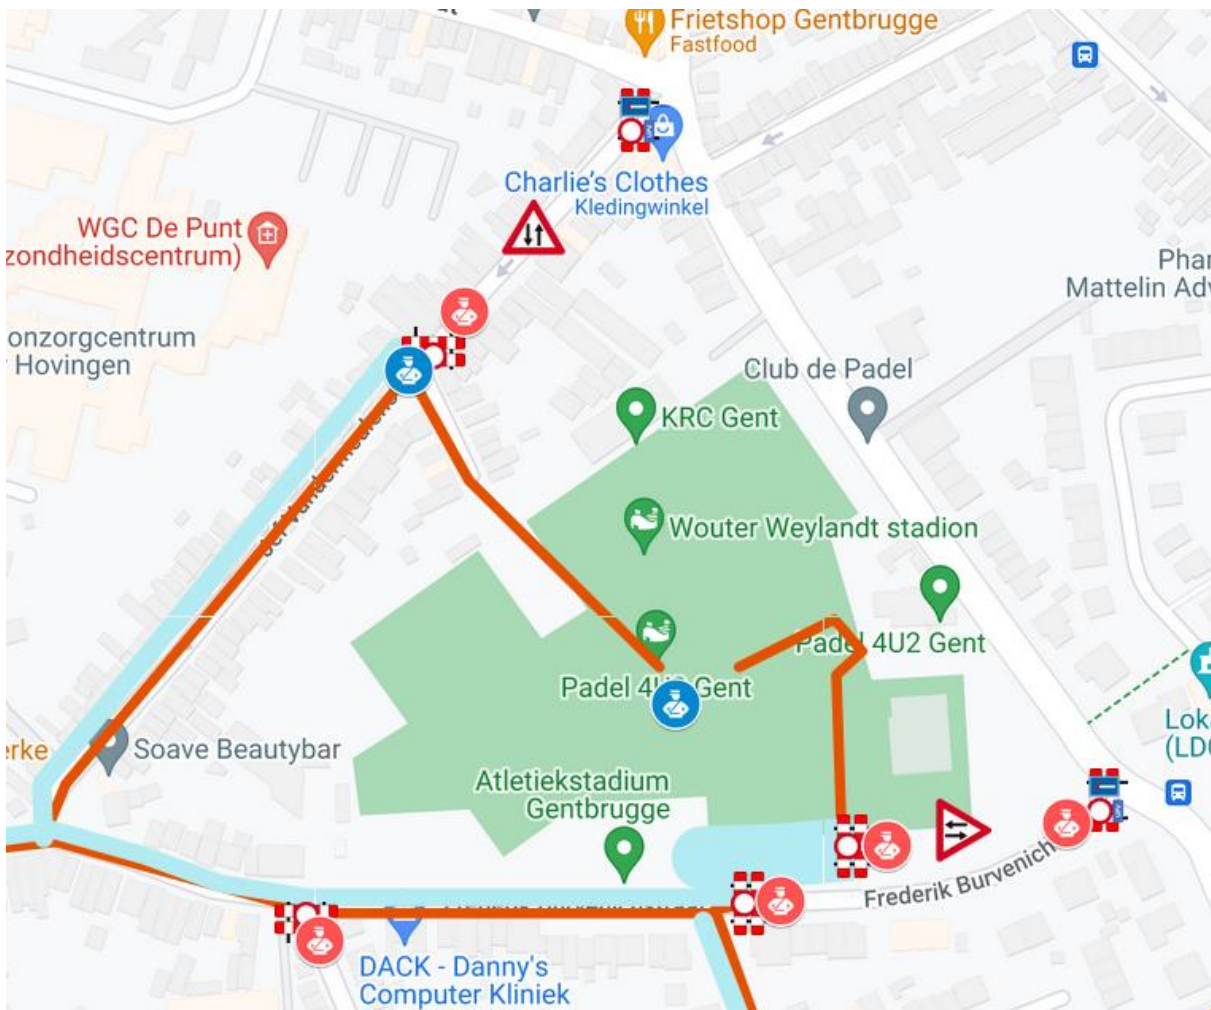 Frietshop Gentbrugge
Fastfood
Charlie's Clothes
Kledingwinkel
WGC De Punt
zondheidscentrum)
Phar
Mattelin Adv
onzorgcentrum
Hovingen
Club de Padel
KRC Gent
Wouter Weylandt stadion
Padel 4U2 Gent
Padel 4U2 Gent
Lok
(LD
erke
Soave Beautybar
Atletiekstadium
Gentbrugge
Frederik Burvenich
DACK - Danny's
Computer Kliniek